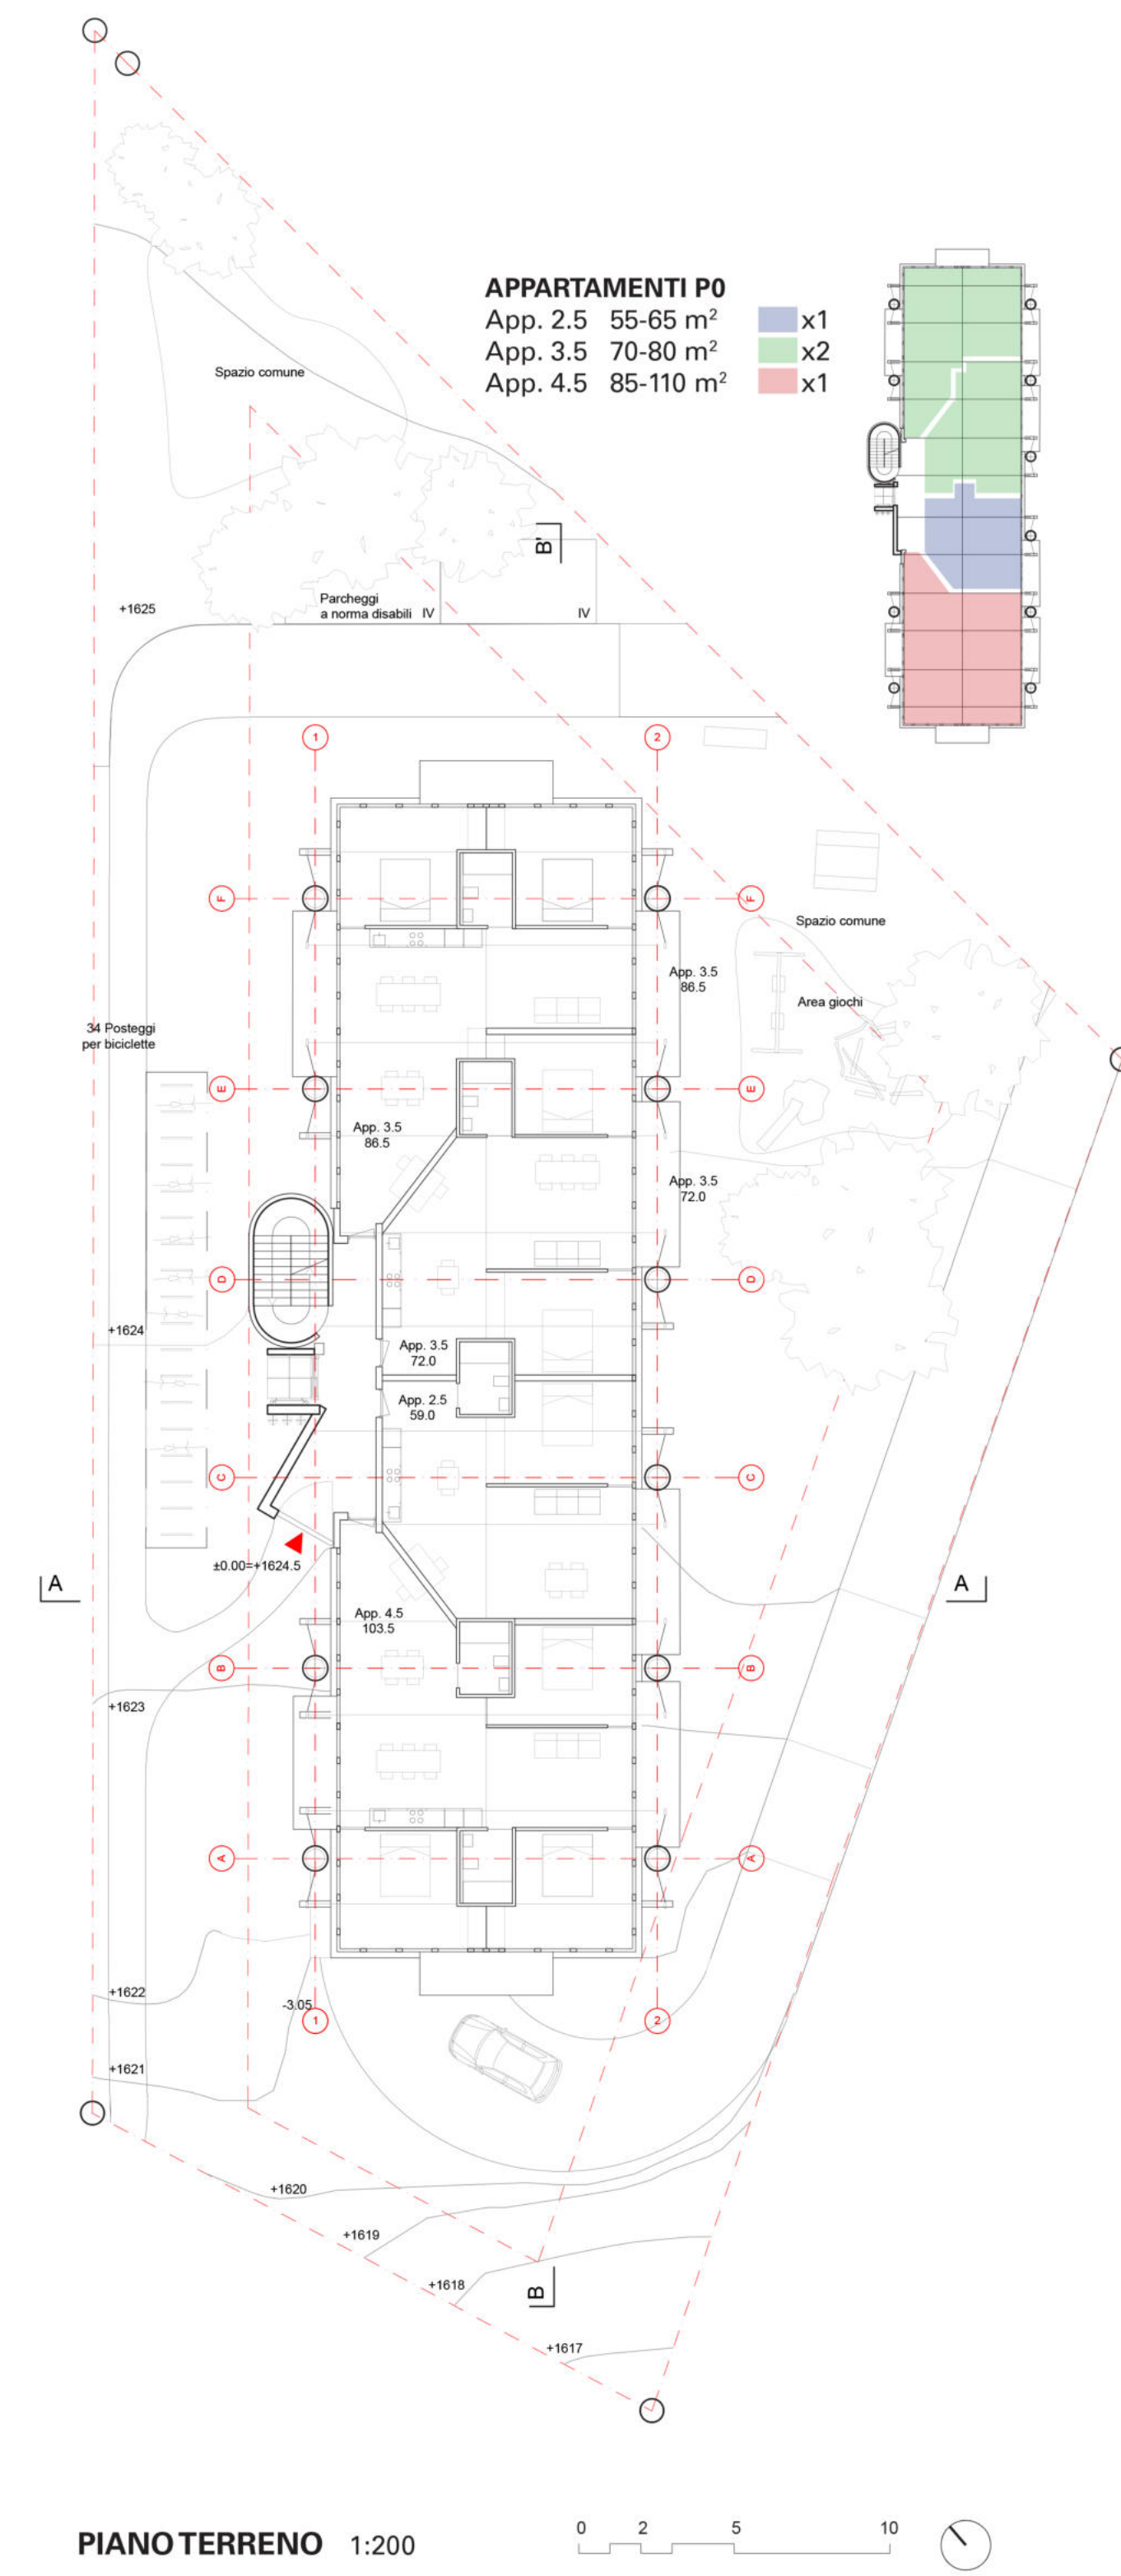 APPARTAMENTI P0
App. 2.5 55-65 m² x1
App. 3.5 70-80 m² x2
App. 4.5 85-110 m² x1
Spazio comune
B'
+1625
Parcheggi
a norma disabili IV
IV
1
2
F
F
Spazio comune
App. 3.5
86.5
Area giochi
34 Posteggi
per biciclette
E
E
App. 3.5
86.5
App. 3.5
72.0
D
D
+1624
App. 3.5
72.0
App. 2.5
59.0
C
C
±0.00=+1624.5
A
A
App. 4.5
103.5
B
B
+1623
A
A
+1622
-3.05
1
2
+1621
+1620
+1619
+1618
B
+1617
PIANO TERRENO 1:200
0 2 5 10